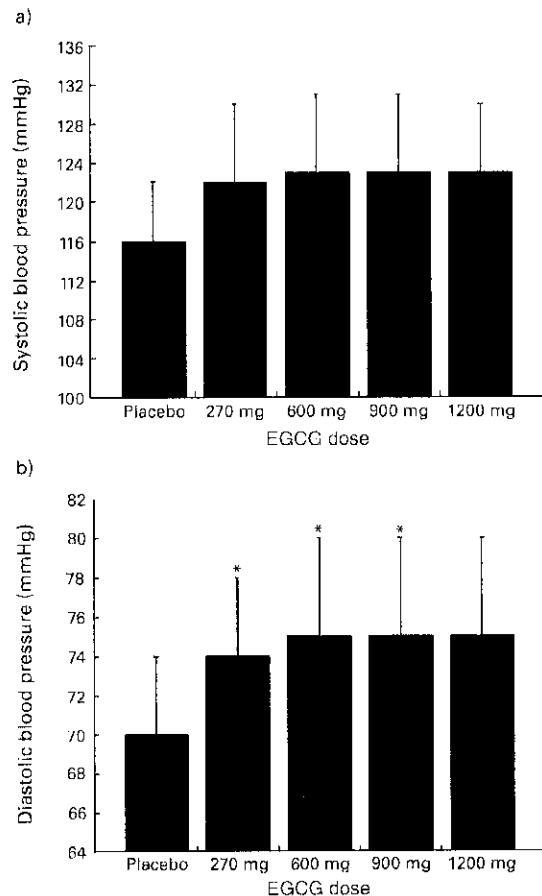 a)
Systolic blood pressure (mmHg)
136
132
128
124
120
116
112
108
104
100
Placebo 270 mg 600 mg 900 mg 1200 mg
EGCG dose
b)
Diastolic blood pressure (mmHg)
82
80
78
76
74
72
70
68
66
64
* * *
Placebo 270 mg 600 mg 900 mg 1200 mg
EGCG dose